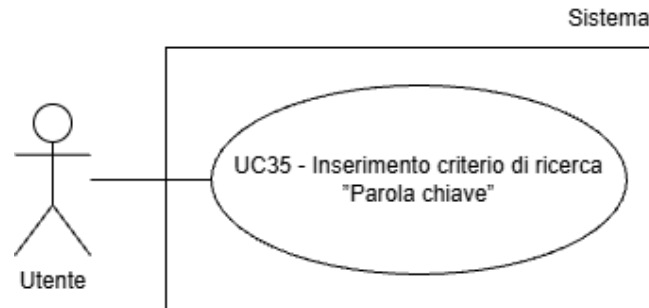 Sistema
UC35 - Inserimento criterio di ricerca
”Parola chiave”
Utente